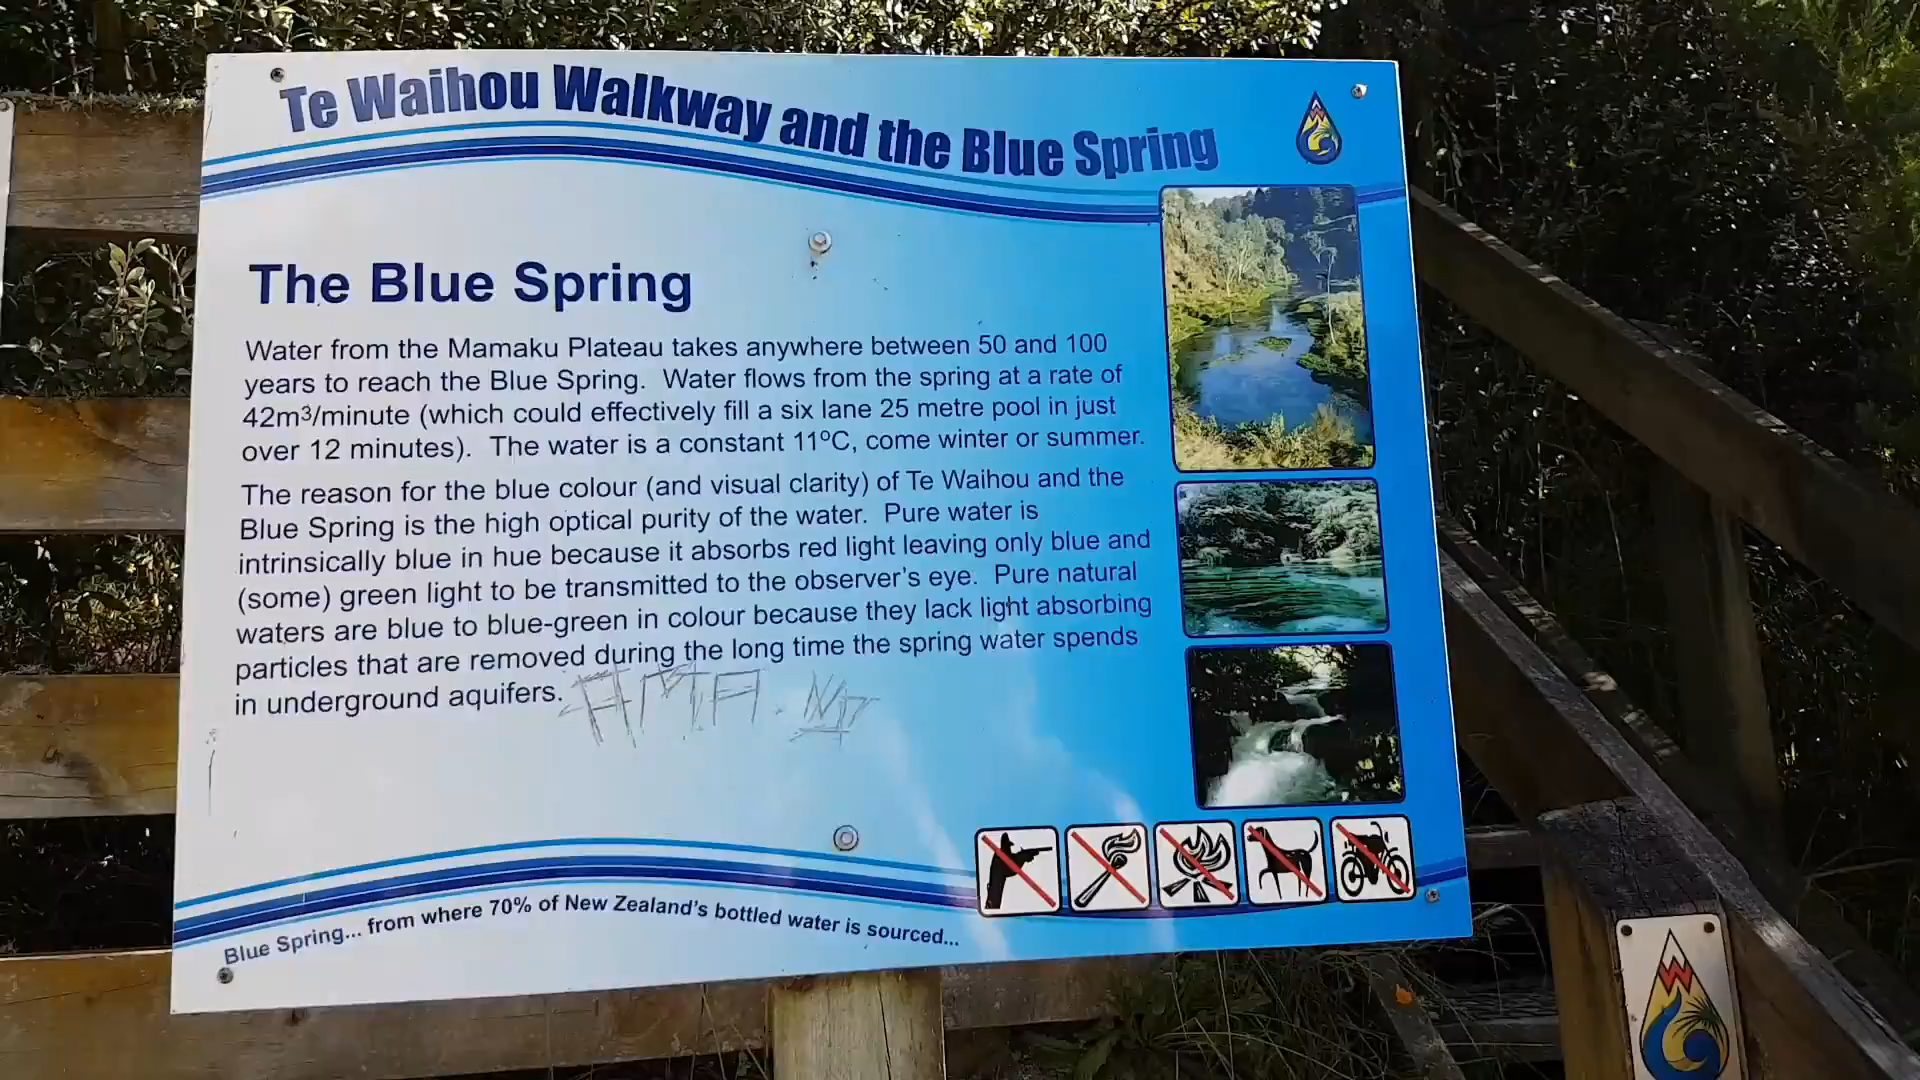 Te Waihou Walkway and the Blue Spring
The Blue Spring
Water from the Mamaku Plateau takes anywhere between 50 and 100
years to reach the Blue Spring. Water flows from the spring at a rate of
42m³/minute (which could effectively fill a six lane 25 metre pool in just
over 12 minutes). The water is a constant 11ºC, come winter or summer.
The reason for the blue colour (and visual clarity) of Te Waihou and the
Blue Spring is the high optical purity of the water. Pure water is
intrinsically blue in hue because it absorbs red light leaving only blue and
(some) green light to be transmitted to the observer's eye. Pure natural
waters are blue to blue-green in colour because they lack light absorbing
particles that are removed during the long time the spring water spends
in underground aquifers.
Blue Spring... from where 70% of New Zealand's bottled water is sourced...